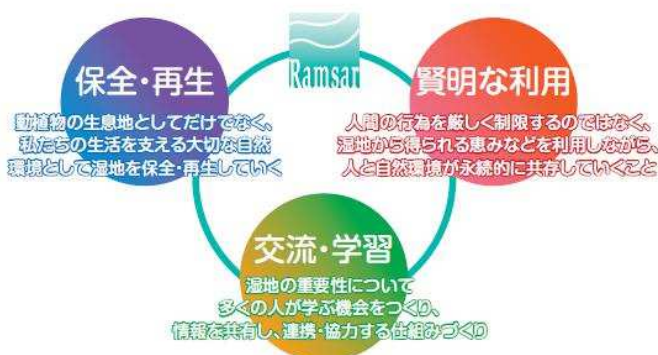 Ramsar
保全・再生
動植物の生息地としてだけでなく、
私たちの生活を支える大切な自然
環境として湿地を保全・再生していく
賢明な利用
人間の行為を厳しく制限するのではなく、
湿地から得られる恵みなどを利用しながら、
人と自然環境が永続的に共存していくこと
交流・学習
湿地の重要性について
多くの人が学ぶ機会をつくり、
情報を共有し、連携・協力する仕組みづくり